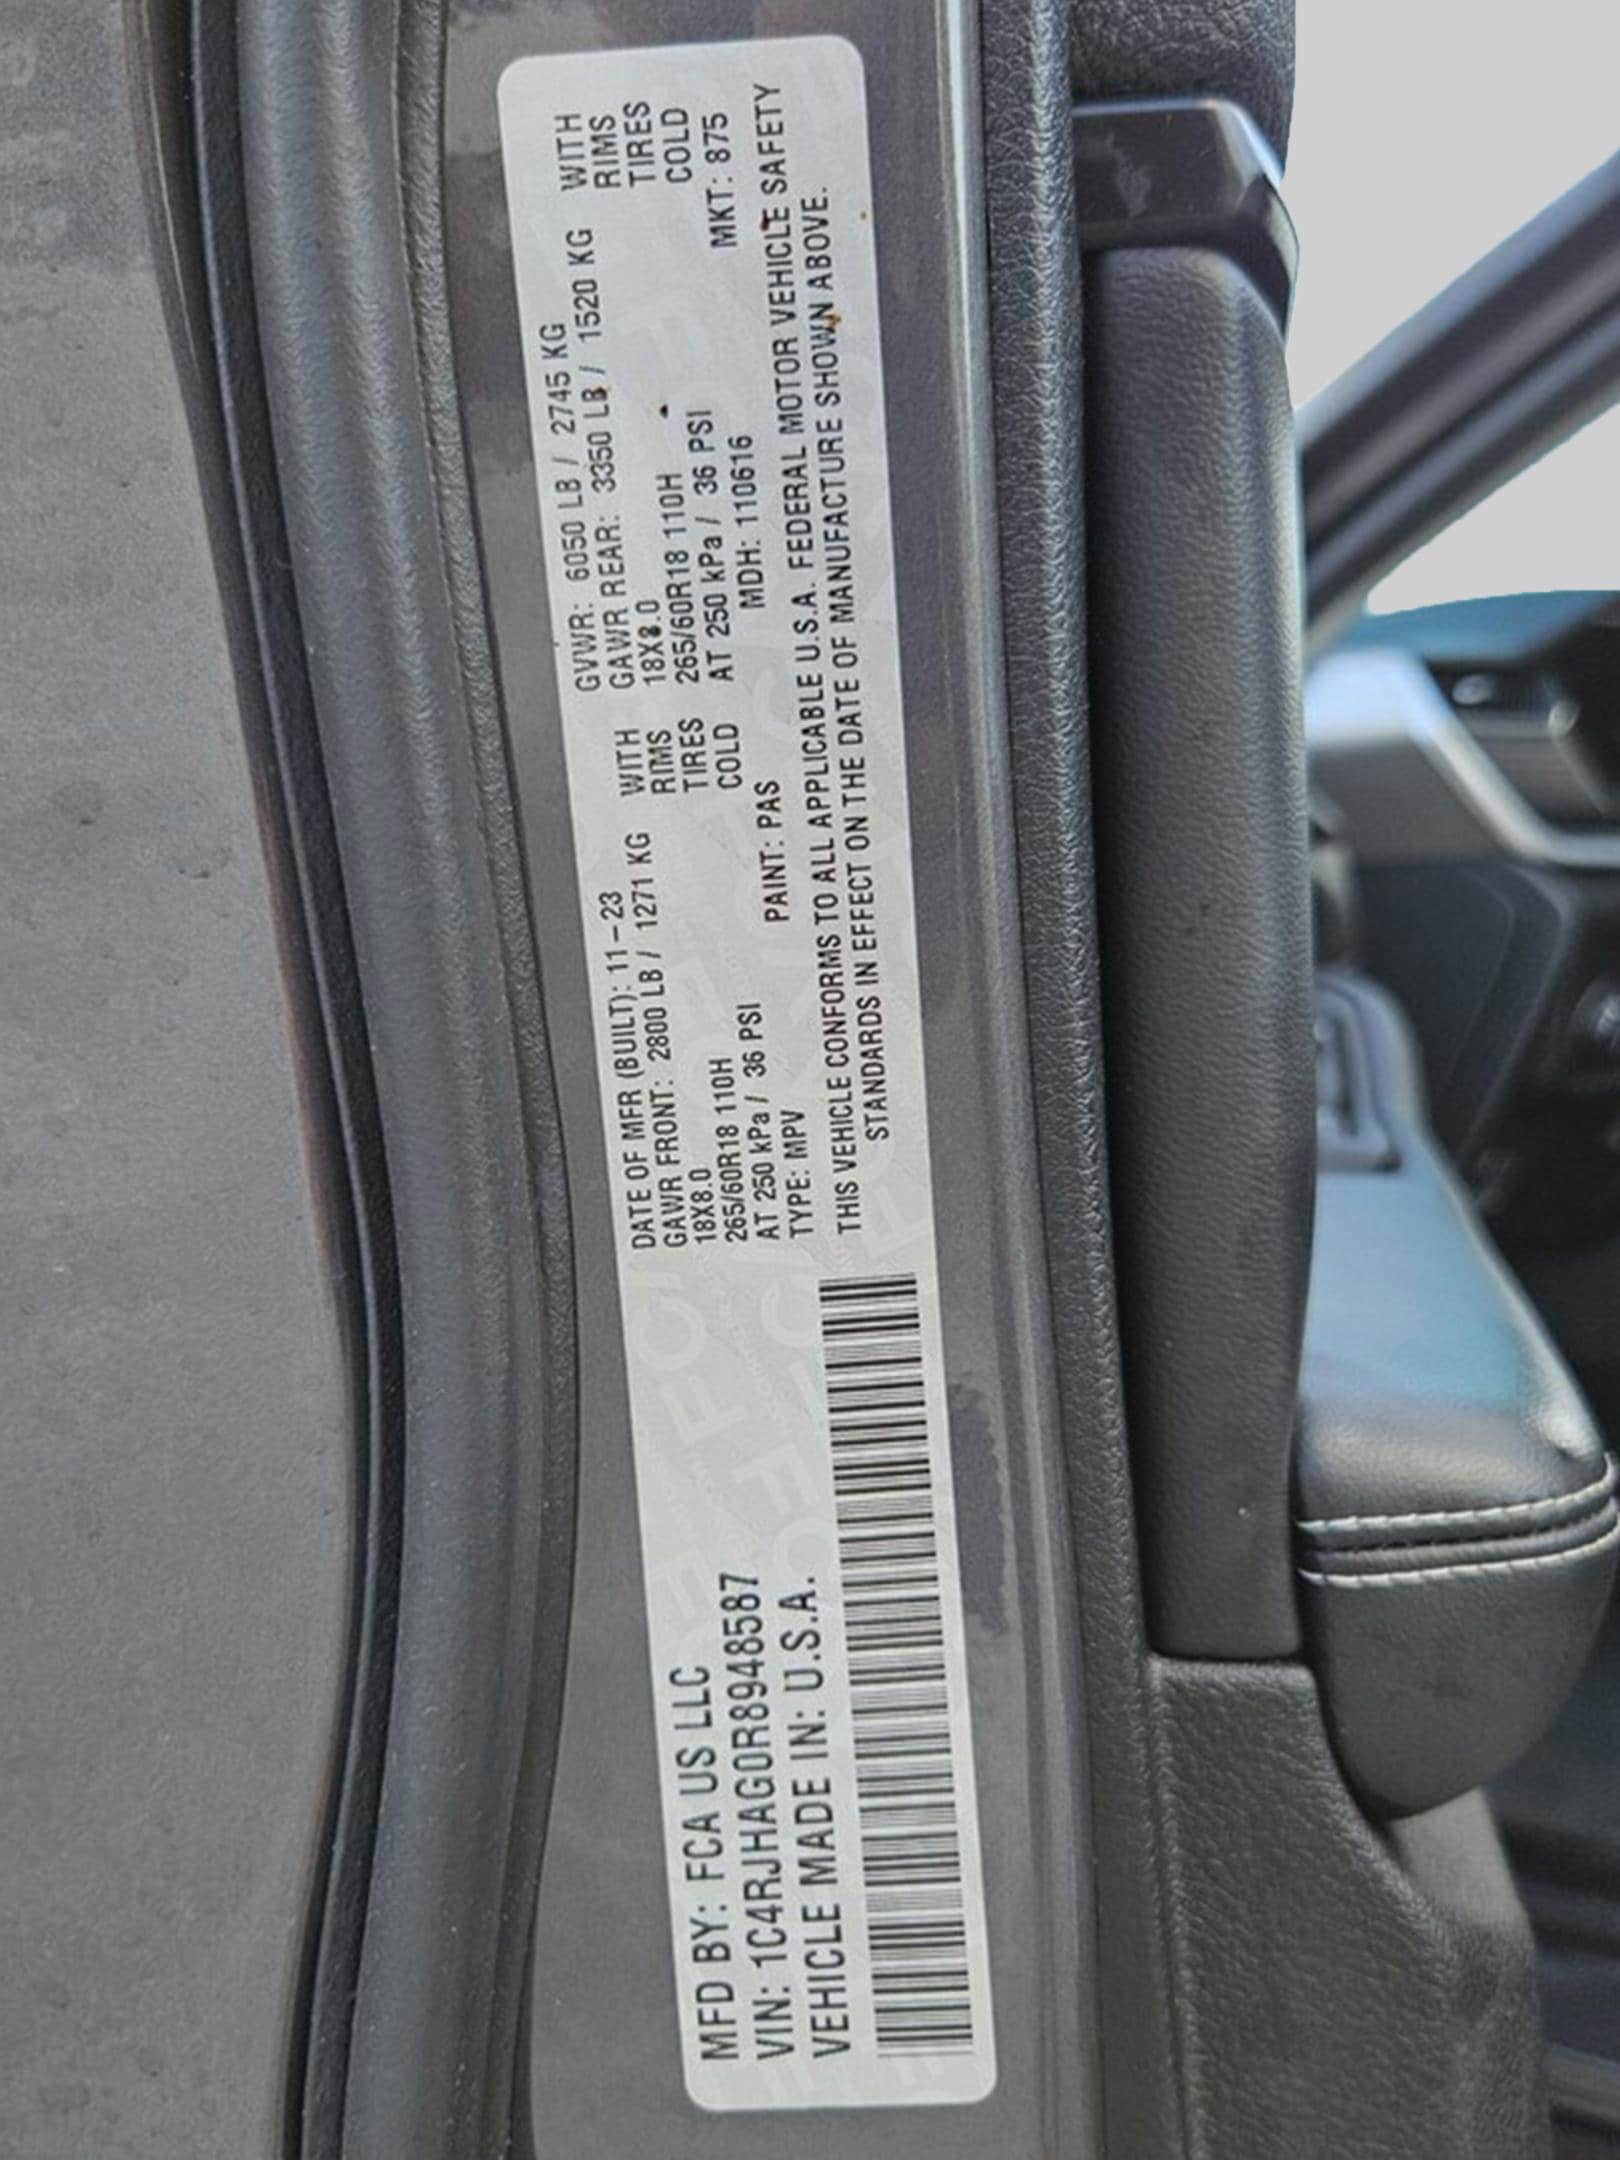 MFD BY: FCA US LLC
VIN: 1C4RJHAG0R8948587
VEHICLE MADE IN: U.S.A.
DATE OF MFR (BUILT): 11-23 GVWR: 6050 LB / 2745 KG
GAWR FRONT: 2800 LB / 1271 KG WITH GAWR REAR: 3350 LB / 1520 KG WITH
18X8.0 RIMS 18X8.0 RIMS
265/60R18 110H TIRES 265/60R18 110H TIRES
AT 250 kPa / 36 PSI COLD AT 250 kPa / 36 PSI COLD
TYPE: MPV PAINT: PAS MDH: 110616 MKT: 875
THIS VEHICLE CONFORMS TO ALL APPLICABLE U.S.A. FEDERAL MOTOR VEHICLE SAFETY
STANDARDS IN EFFECT ON THE DATE OF MANUFACTURE SHOWN ABOVE.